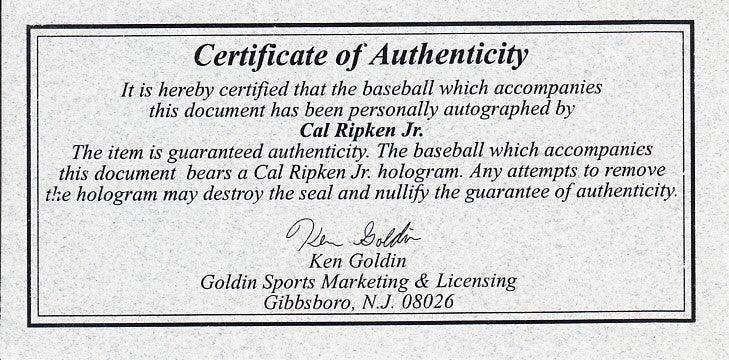 Certificate of Authenticity
It is hereby certified that the baseball which accompanies
this document has been personally autographed by
Cal Ripken Jr.
The item is guaranteed authenticity. The baseball which accompanies
this document bears a Cal Ripken Jr. hologram. Any attempts to remove
the hologram may destroy the seal and nullify the guarantee of authenticity.
Ken Goldin
Ken Goldin
Goldin Sports Marketing & Licensing
Gibbsboro, N.J. 08026